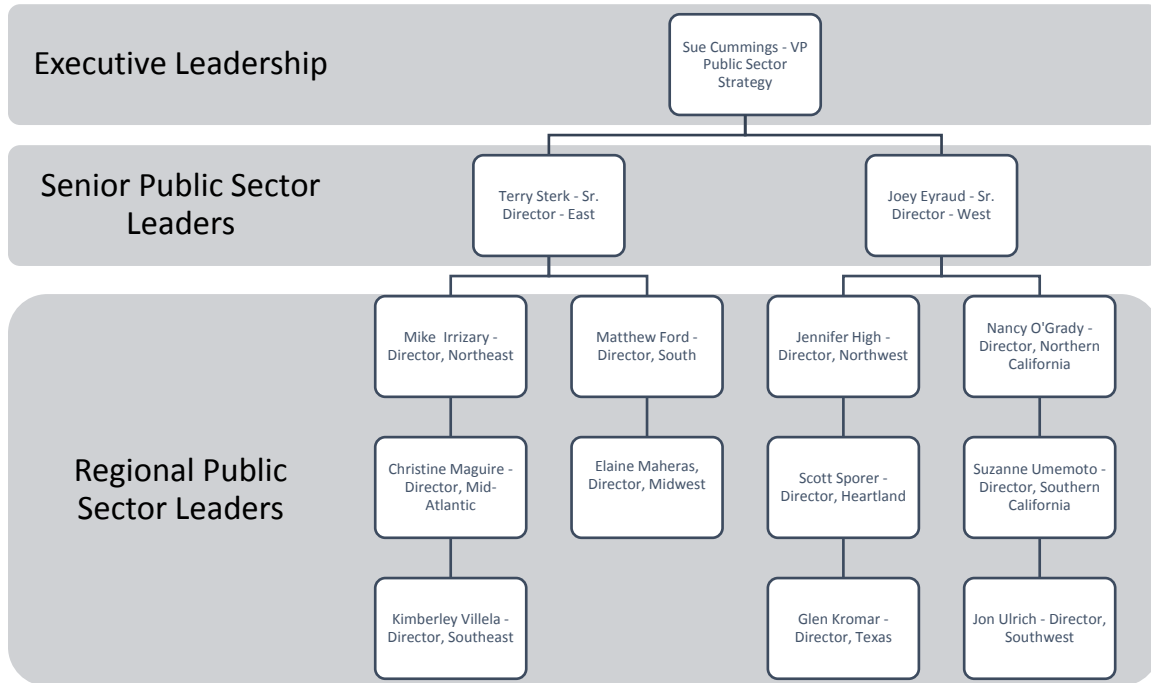 Executive Leadership
Sue Cummings - VP
Public Sector
Strategy
Senior Public Sector
Leaders
Terry Sterk - Sr.
Director - East
Joey Eyraud - Sr.
Director - West
Regional Public
Sector Leaders
Mike  Irrizary -
Director, Northeast
Matthew Ford -
Director, South
Jennifer High -
Director, Northwest
Nancy O'Grady -
Director, Northern
California
Christine Maguire -
Director, Mid-
Atlantic
Elaine Maheras,
Director, Midwest
Scott Sporer -
Director, Heartland
Suzanne Umemoto -
Director, Southern
California
Kimberley Villela -
Director, Southeast
Glen Kromar -
Director, Texas
Jon Ulrich - Director,
Southwest